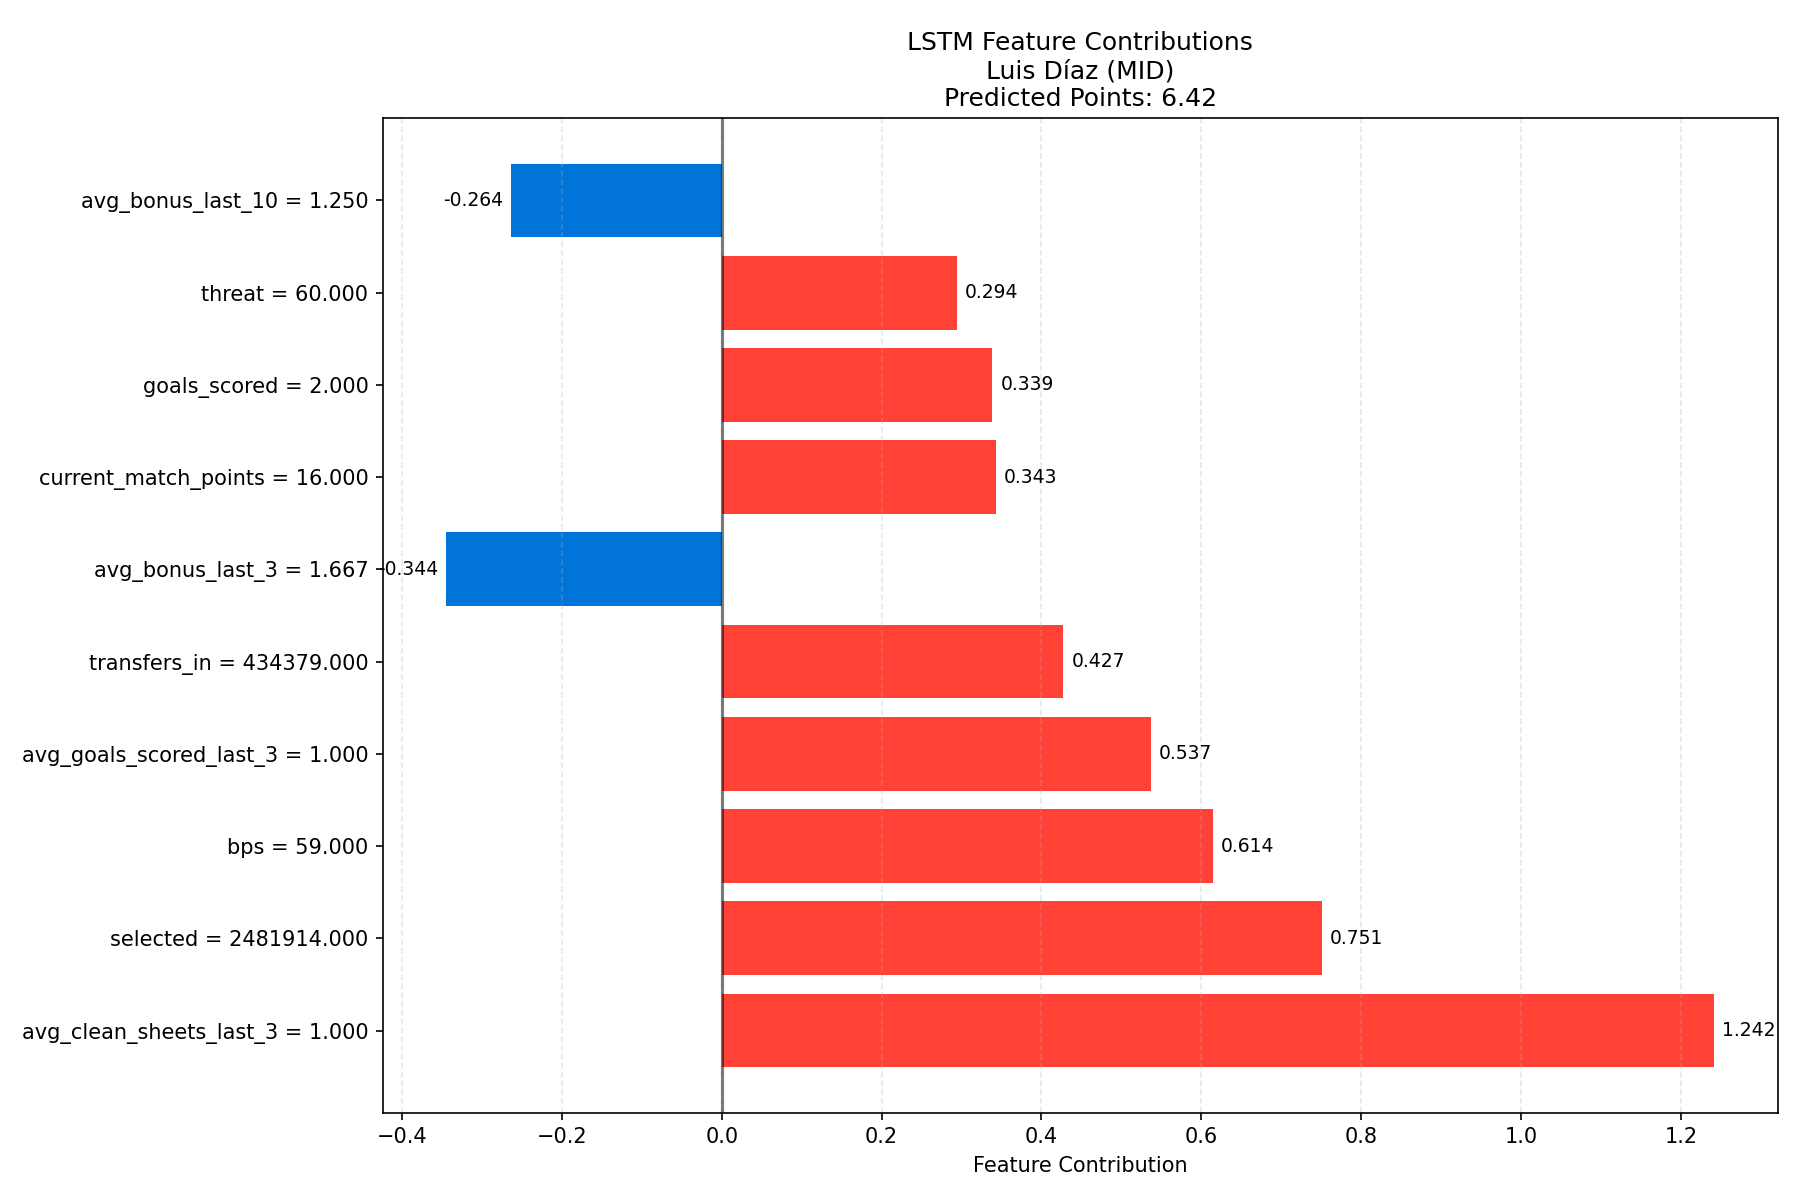 LSTM Feature Contributions
Luis Díaz (MID)
Predicted Points: 6.42
avg_bonus_last_10 = 1.250
-0.264
threat = 60.000
0.294
goals_scored = 2.000
0.339
current_match_points = 16.000
0.343
avg_bonus_last_3 = 1.667
-0.344
transfers_in = 434379.000
0.427
avg_goals_scored_last_3 = 1.000
0.537
bps = 59.000
0.614
selected = 2481914.000
0.751
avg_clean_sheets_last_3 = 1.000
1.242
−0.4 −0.2 0.0 0.2 0.4 0.6 0.8 1.0 1.2
Feature Contribution